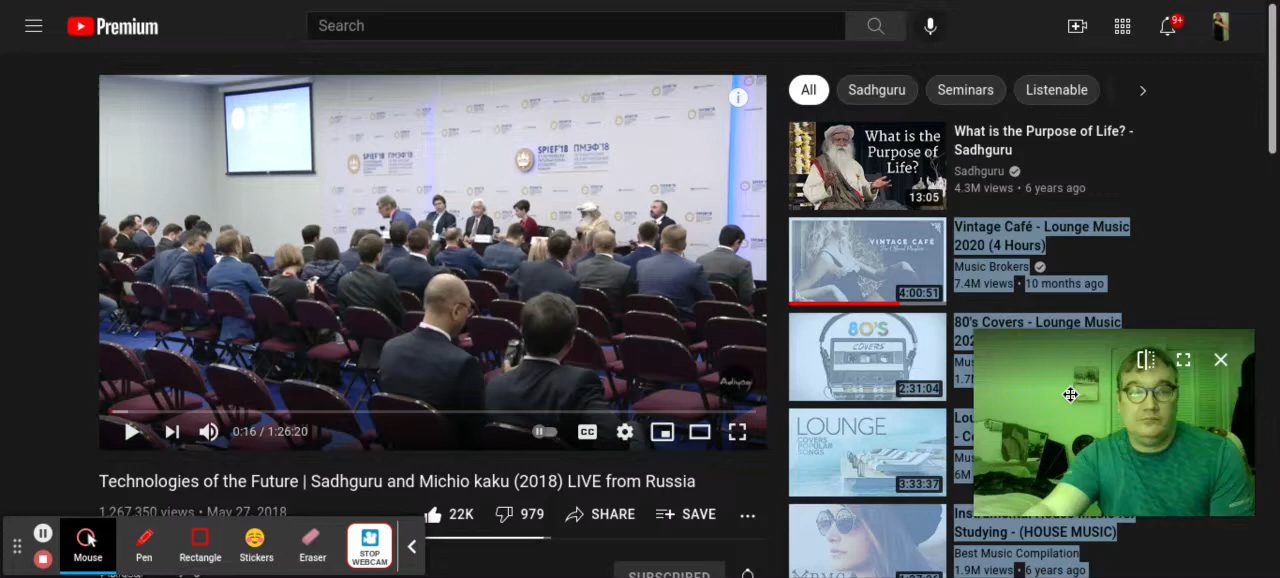 Premium
Search
9+
SPIEF'18
ПМЭФ'18
SPIEF'18 ПМЭФ'18
0:16 / 1:26:20
CC
Technologies of the Future | Sadhguru and Michio kaku (2018) LIVE from Russia
1,267,350 views • May 27, 2018
22K
979
SHARE
SAVE
SUBSCRIBED
Mouse
Pen
Rectangle
Stickers
Eraser
STOP
WEBCAM
All
Sadhguru
Seminars
Listenable
What is the
Purpose of
Life?
13:05
What is the Purpose of Life? -
Sadhguru
Sadhguru
4.3M views • 6 years ago
VINTAGE CAFÉ
4:00:51
Vintage Café - Lounge Music
2020 (4 Hours)
Music Brokers
7.4M views • 10 months ago
80'S
COVERS
2:31:04
80's Covers - Lounge Music
LOUNGE
COVERS
POPULAR
SONGS
3:33:37
6M
Studying - (HOUSE MUSIC)
Best Music Compilation
1.9M views • 6 years ago